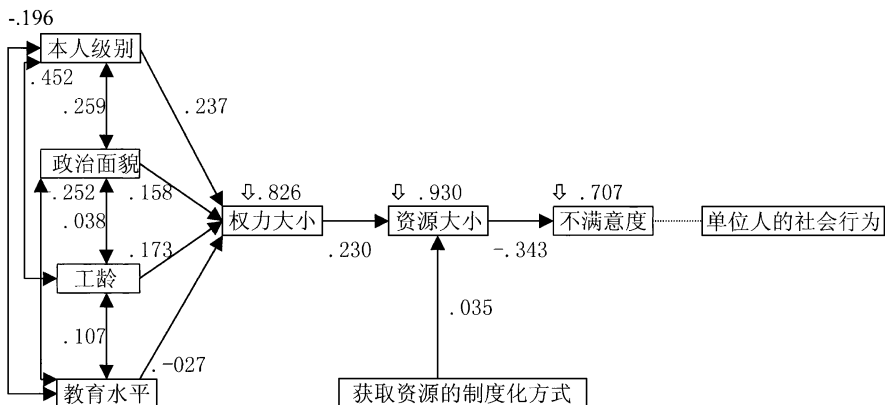 -.196
本人级别
.452
.259
.237
政治面貌
.252
.158
.038
⇩.826
⇩ .930
⇩ .707
权力大小
资源大小
不满意度
单位人的社会行为
.173
.230
-.343
工龄
.035
.107
.-027
教育水平
获取资源的制度化方式